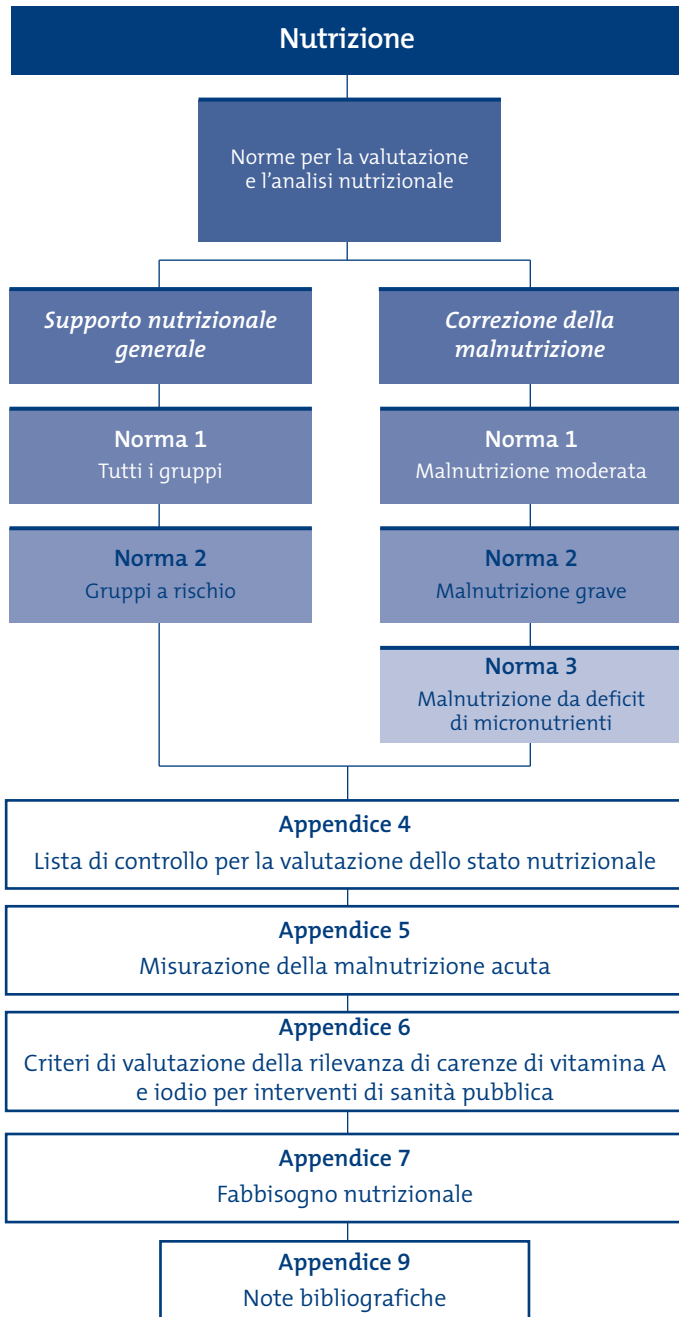 Nutrizione
Norme per la valutazione
e l'analisi nutrizionale
Supporto nutrizionale
generale
Correzione della
malnutrizione
Norma 1
Tutti i gruppi
Norma 1
Malnutrizione moderata
Norma 2
Gruppi a rischio
Norma 2
Malnutrizione grave
Norma 3
Malnutrizione da deficit
di micronutrienti
Appendice 4
Lista di controllo per la valutazione dello stato nutrizionale
Appendice 5
Misurazione della malnutrizione acuta
Appendice 6
Criteri di valutazione della rilevanza di carenze di vitamina A
e iodio per interventi di sanità pubblica
Appendice 7
Fabbisogno nutrizionale
Appendice 9
Note bibliografiche